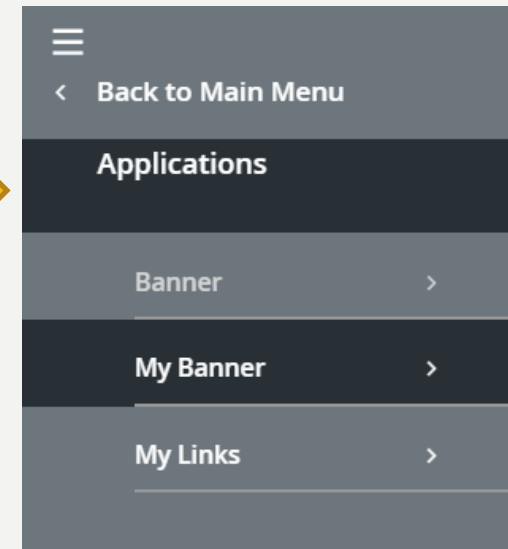 Back to Main Menu
Applications
Banner
My Banner
My Links